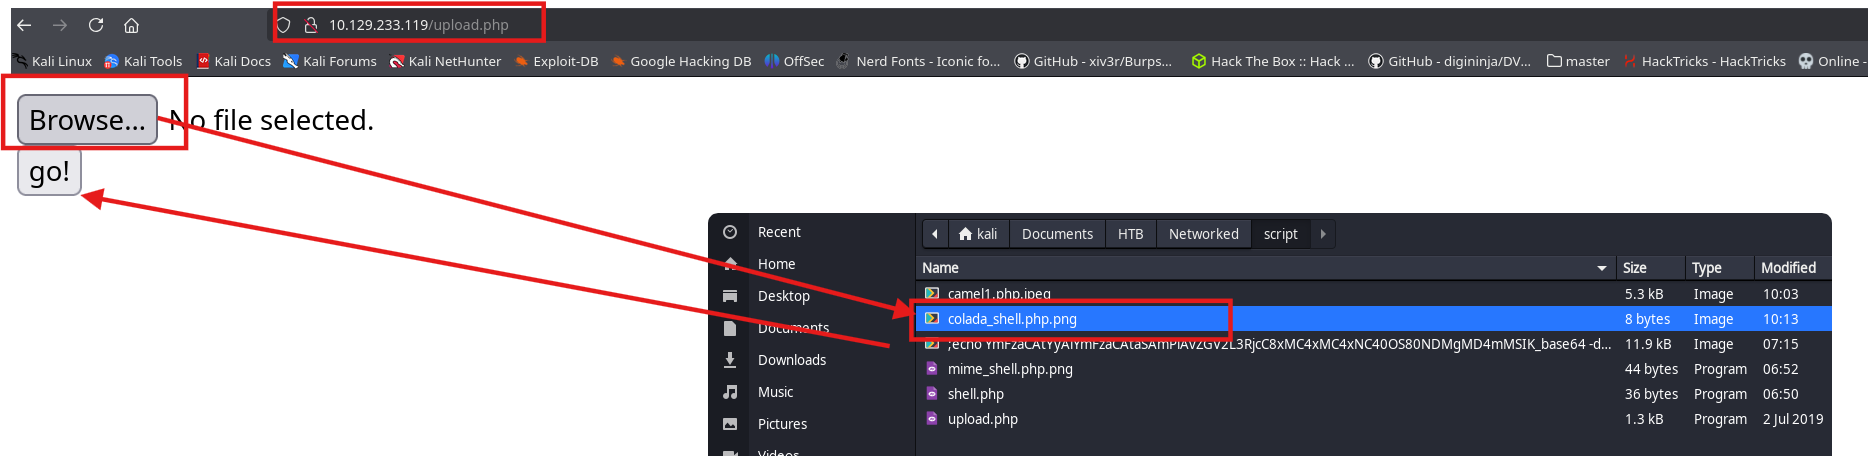 10.129.233.119/upload.php
Kali Linux Kali Tools Kali Docs Kali Forums Kali NetHunter Exploit-DB Google Hacking DB OffSec Nerd Fonts - Iconic fo... GitHub - xiv3r/Burps... Hack The Box :: Hack ... GitHub - digininja/DV... master HackTricks - HackTricks Online -
Browse... No file selected.
go!
Recent
Home
Desktop
Documents
Downloads
Music
Pictures
Videos
kali Documents HTB Networked script
Name Size Type Modified
camel1.php.jpeg 5.3 kB Image 10:03
colada_shell.php.png 8 bytes Image 10:13
;echo 11.9 kB Image 07:15
mime_shell.php.png 44 bytes Program 06:52
shell.php 36 bytes Program 06:50
upload.php 1.3 kB Program 2 Jul 2019